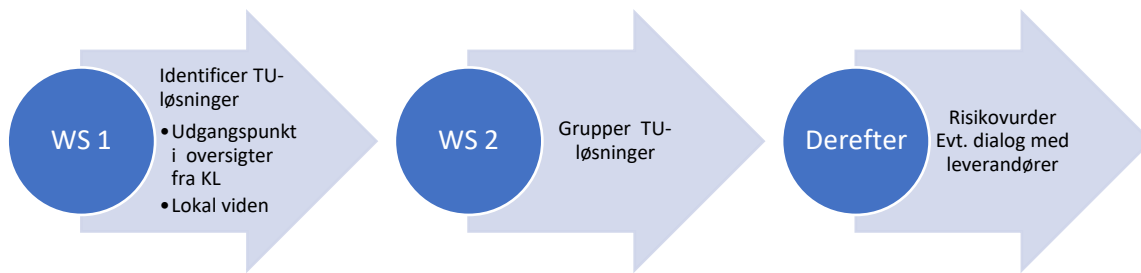 WS 1
Identificer TU-
løsninger
•Udgangspunkt
i oversigter
fra KL
•Lokal viden
WS 2
Grupper TU-
løsninger
Derefter
Risikovurder
Evt. dialog med
leverandører